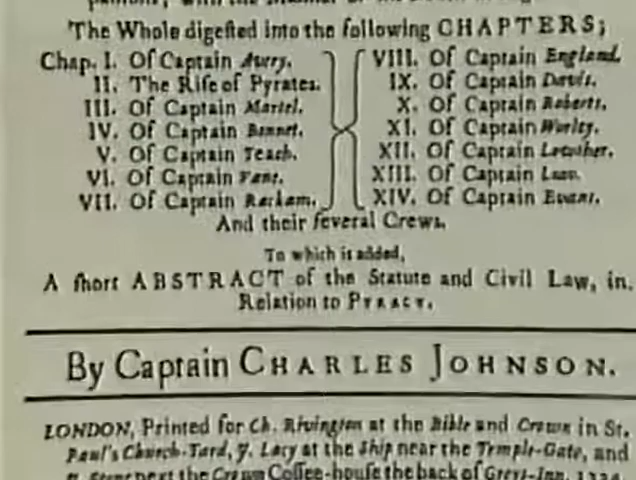 The Whole digeſted into the following CHAPTERS;
Chap. I. Of Captain Avery.
II. The Riſe of Pyrates.
III. Of Captain Martel.
IV. Of Captain Bonnet.
V. Of Captain Teach.
VI. Of Captain Vane.
VII. Of Captain Rackam.
VIII. Of Captain England.
IX. Of Captain Davis.
X. Of Captain Roberts.
XI. Of Captain Worley.
XII. Of Captain Lowther.
XIII. Of Captain Low.
XIV. Of Captain Evans.
And their ſeveral Crews.
To which is added,
A ſhort ABSTRACT of the Statute and Civil Law, in
Relation to PYRACY.
By Captain CHARLES JOHNSON.
LONDON, Printed for Ch. Rivington at the Bible and Crown in St.
Paul's Church-Yard, J. Lacy at the Ship near the Temple-Gate, and
next the Crown Coffee-houſe the back of Greys-Inn, 1724.